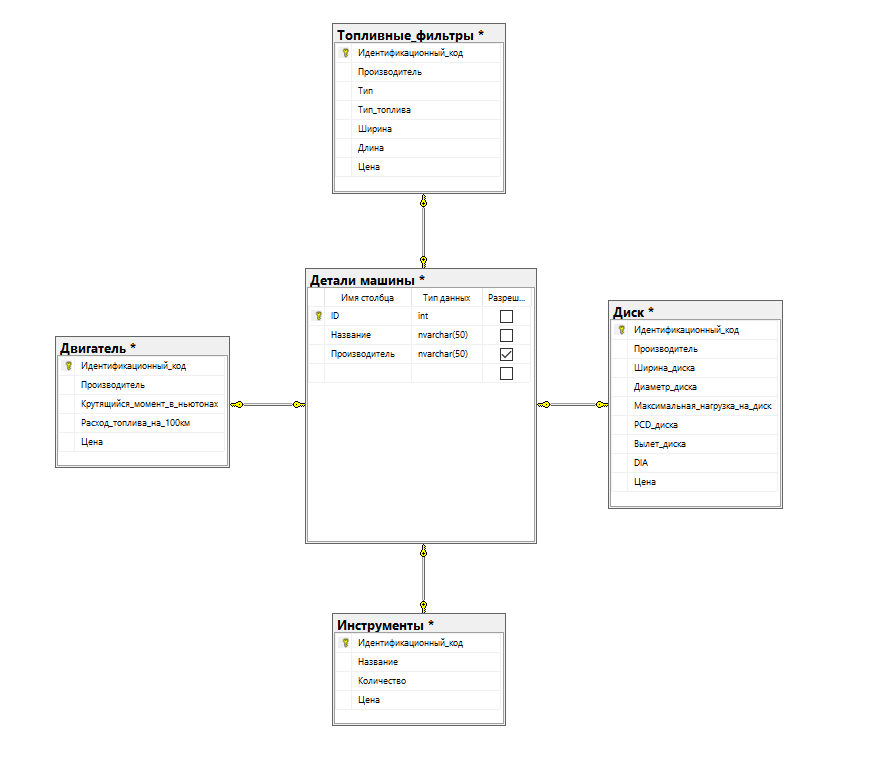 Топливные_фильтры *
Идентификационный_код
Производитель
Тип
Тип_топлива
Ширина
Длина
Цена
Детали машины *
Имя столбца Тип данных Разреш...
ID int
Название nvarchar(50)
Производитель nvarchar(50)
Двигатель *
Идентификационный_код
Производитель
Крутящийся_момент_в_ньютонах
Расход_топлива_на_100км
Цена
Диск *
Идентификационный_код
Производитель
Ширина_диска
Диаметр_диска
Максимальная_нагрузка_на_диск
PCD_диска
Вылет_диска
DIA
Цена
Инструменты *
Идентификационный_код
Название
Количество
Цена